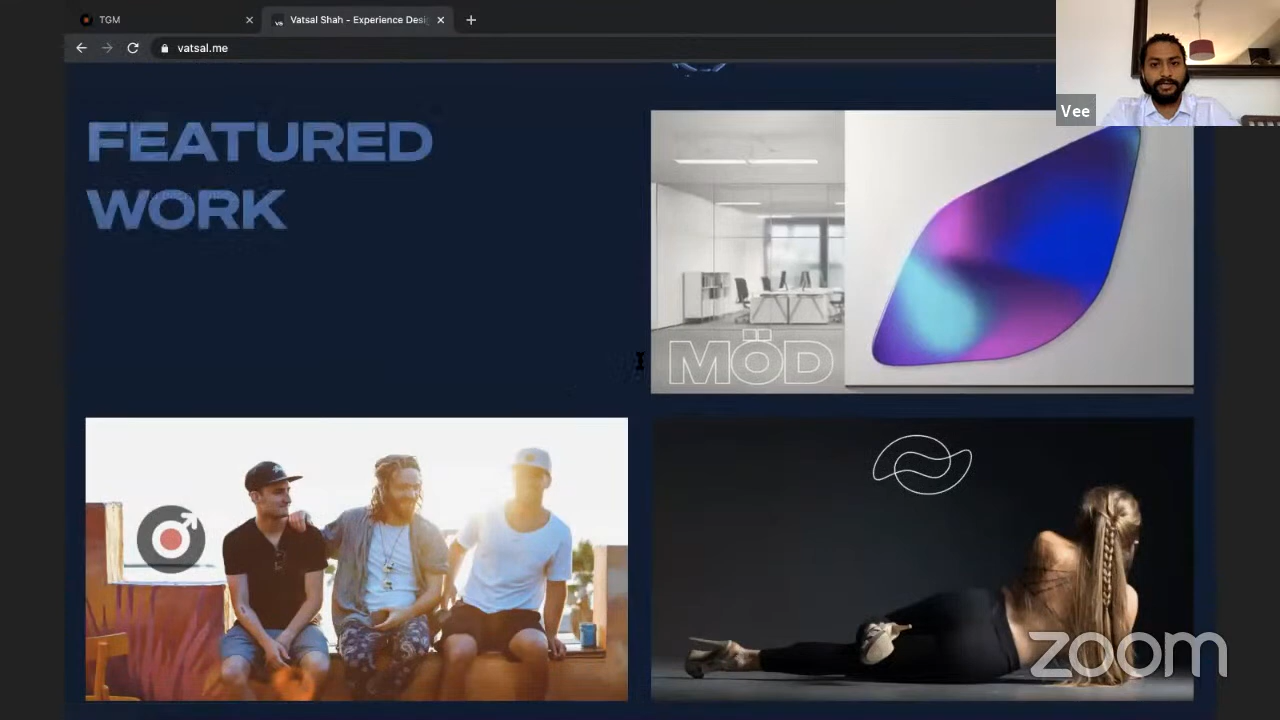 TGM
Vatsal Shah - Experience Desi
vatsal.me
Vee
FEATURED
WORK
MÖD
zoom